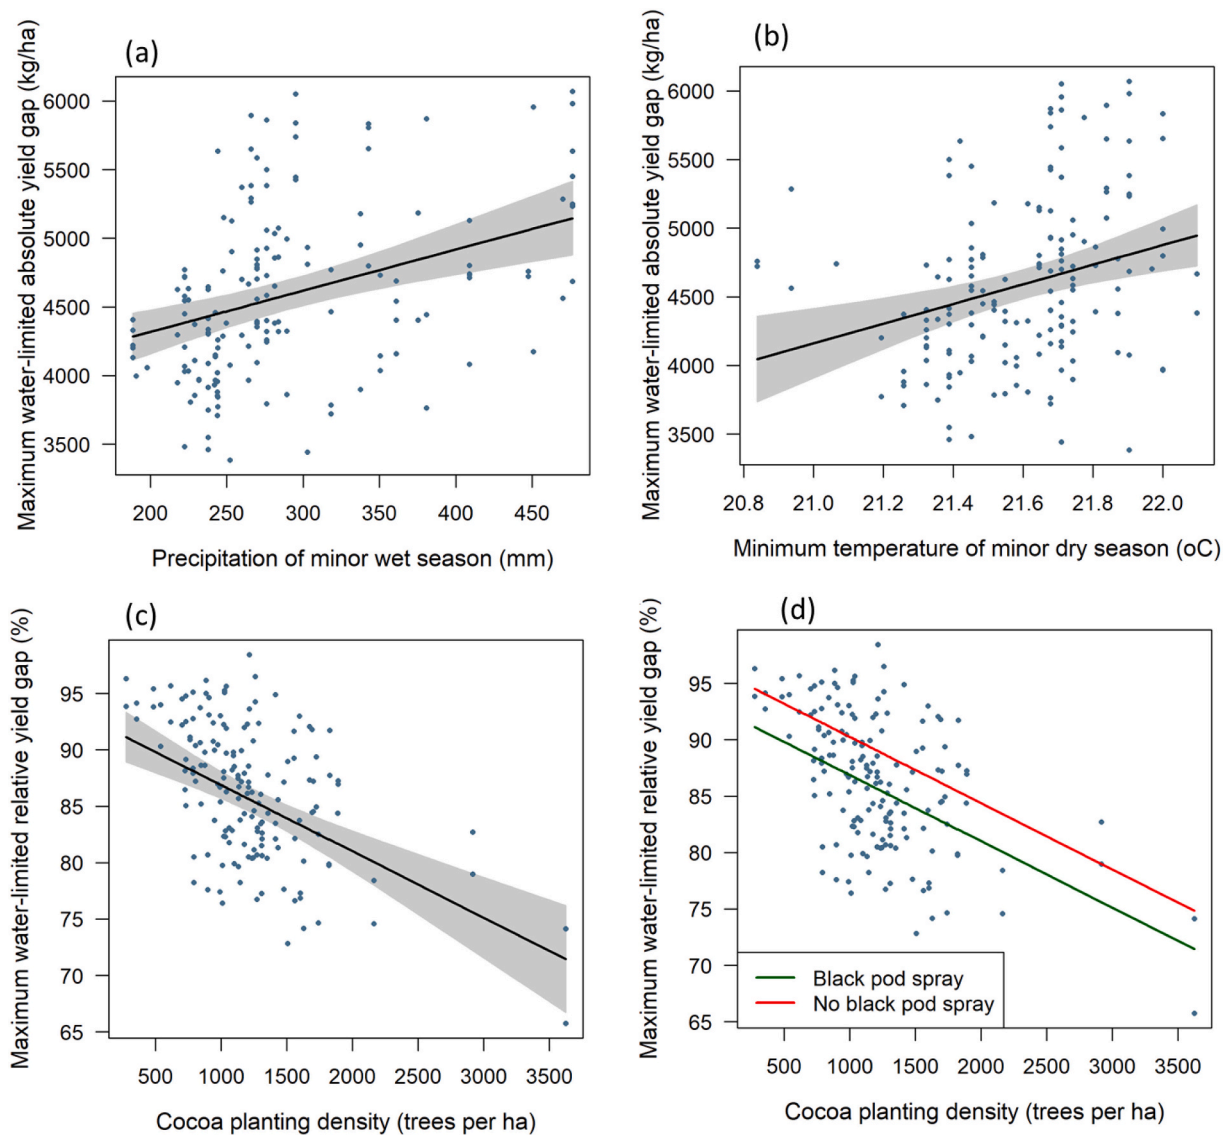 (a)
Maximum water-limited absolute yield gap (kg/ha)
6000
5500
5000
4500
4000
3500
200 250 300 350 400 450
Precipitation of minor wet season (mm)
(b)
Maximum water-limited absolute yield gap (kg/ha)
6000
5500
5000
4500
4000
3500
20.8 21.0 21.2 21.4 21.6 21.8 22.0
Minimum temperature of minor dry season (oC)
(c)
Maximum water-limited relative yield gap (%)
95
90
85
80
75
70
65
500 1000 1500 2000 2500 3000 3500
Cocoa planting density (trees per ha)
(d)
Maximum water-limited relative yield gap (%)
95
90
85
80
75
70
65
Black pod spray
No black pod spray
500 1000 1500 2000 2500 3000 3500
Cocoa planting density (trees per ha)